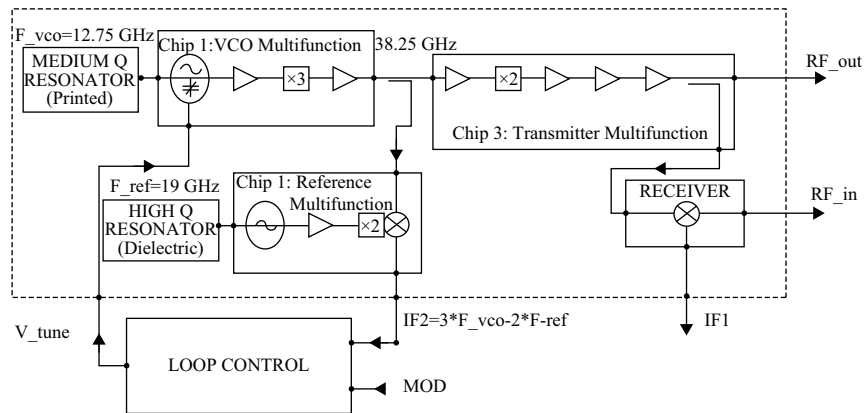 F_vco=12.75 GHz
MEDIUM Q
RESONATOR
(Printed)
Chip 1:VCO Multifunction
×3
38.25 GHz
×2
Chip 3: Transmitter Multifunction
RF_out
F_ref=19 GHz
HIGH Q
RESONATOR
(Dielectric)
Chip 1: Reference
Multifunction
×2
RECEIVER
RF_in
IF1
V_tune
IF2=3*F_vco-2*F-ref
LOOP CONTROL
MOD